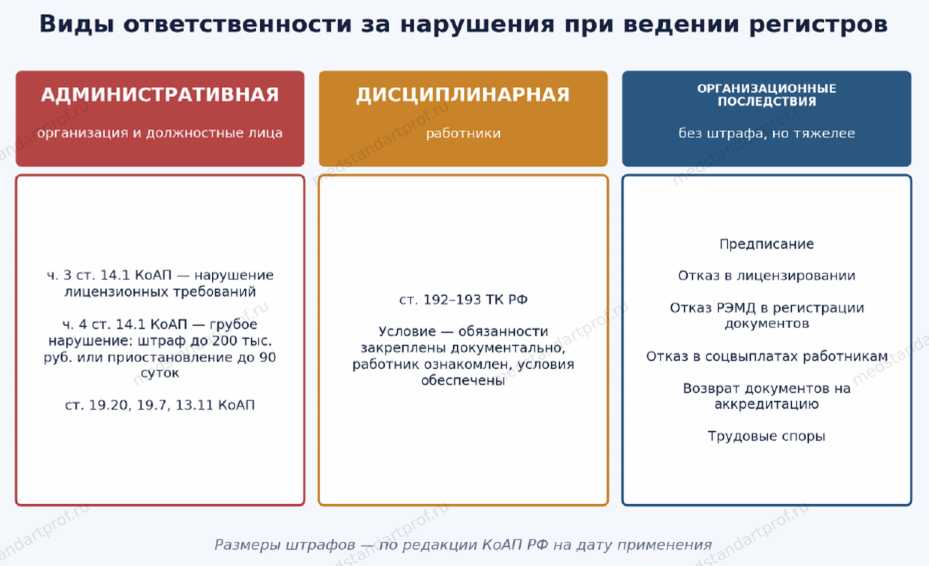 Виды ответственности за нарушения при ведении регистров
АДМИНИСТРАТИВНАЯ
организация и должностные лица
ДИСЦИПЛИНАРНАЯ
работники
ОРГАНИЗАЦИОННЫЕ
ПОСЛЕДСТВИЯ
без штрафа, но тяжелее
ч. 3 ст. 14.1 КоАП — нарушение
лицензионных требований
ч. 4 ст. 14.1 КоАП — грубое
нарушение: штраф до 200 тыс.
руб. или приостановление до 90
суток
ст. 19.20, 19.7, 13.11 КоАП
ст. 192–193 ТК РФ
Условие — обязанности
закреплены документально,
работник ознакомлен, условия
обеспечены
Предписание
Отказ в лицензировании
Отказ РЭМД в регистрации
документов
Отказ в соцвыплатах работникам
Возврат документов на
аккредитацию
Трудовые споры
Размеры штрафов — по редакции КоАП РФ на дату применения
medstandartprof.ru